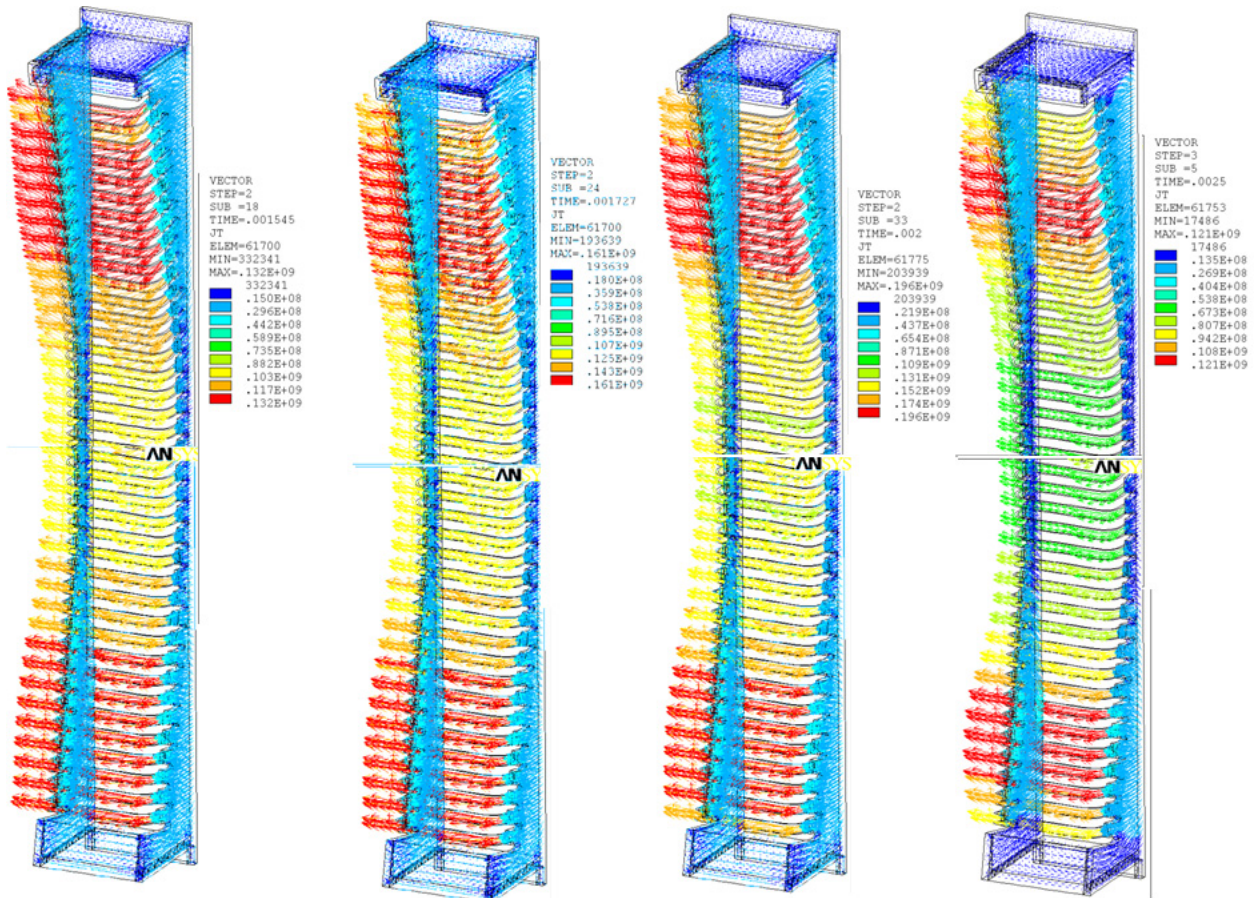 VECTOR
STEP=2
SUB =18
TIME=.001545
JT
ELEM=61700
MIN=332341
MAX=.132E+09
332341
.150E+08
.296E+08
.442E+08
.589E+08
.735E+08
.882E+08
.103E+09
.117E+09
.132E+09
VECTOR
STEP=2
SUB =24
TIME=.001727
JT
ELEM=61700
MIN=193639
MAX=.161E+09
193639
.180E+08
.359E+08
.538E+08
.716E+08
.895E+08
.107E+09
.125E+09
.143E+09
.161E+09
VECTOR
STEP=2
SUB =33
TIME=.002
JT
ELEM=61775
MIN=203939
MAX=.196E+09
203939
.219E+08
.437E+08
.654E+08
.871E+08
.109E+09
.131E+09
.152E+09
.174E+09
.196E+09
VECTOR
STEP=3
SUB =5
TIME=.0025
JT
ELEM=61753
MIN=17486
MAX=.121E+09
17486
.135E+08
.269E+08
.404E+08
.538E+08
.673E+08
.807E+08
.942E+08
.108E+09
.121E+09
ANSYS
ANSYS
ANSYS
AN